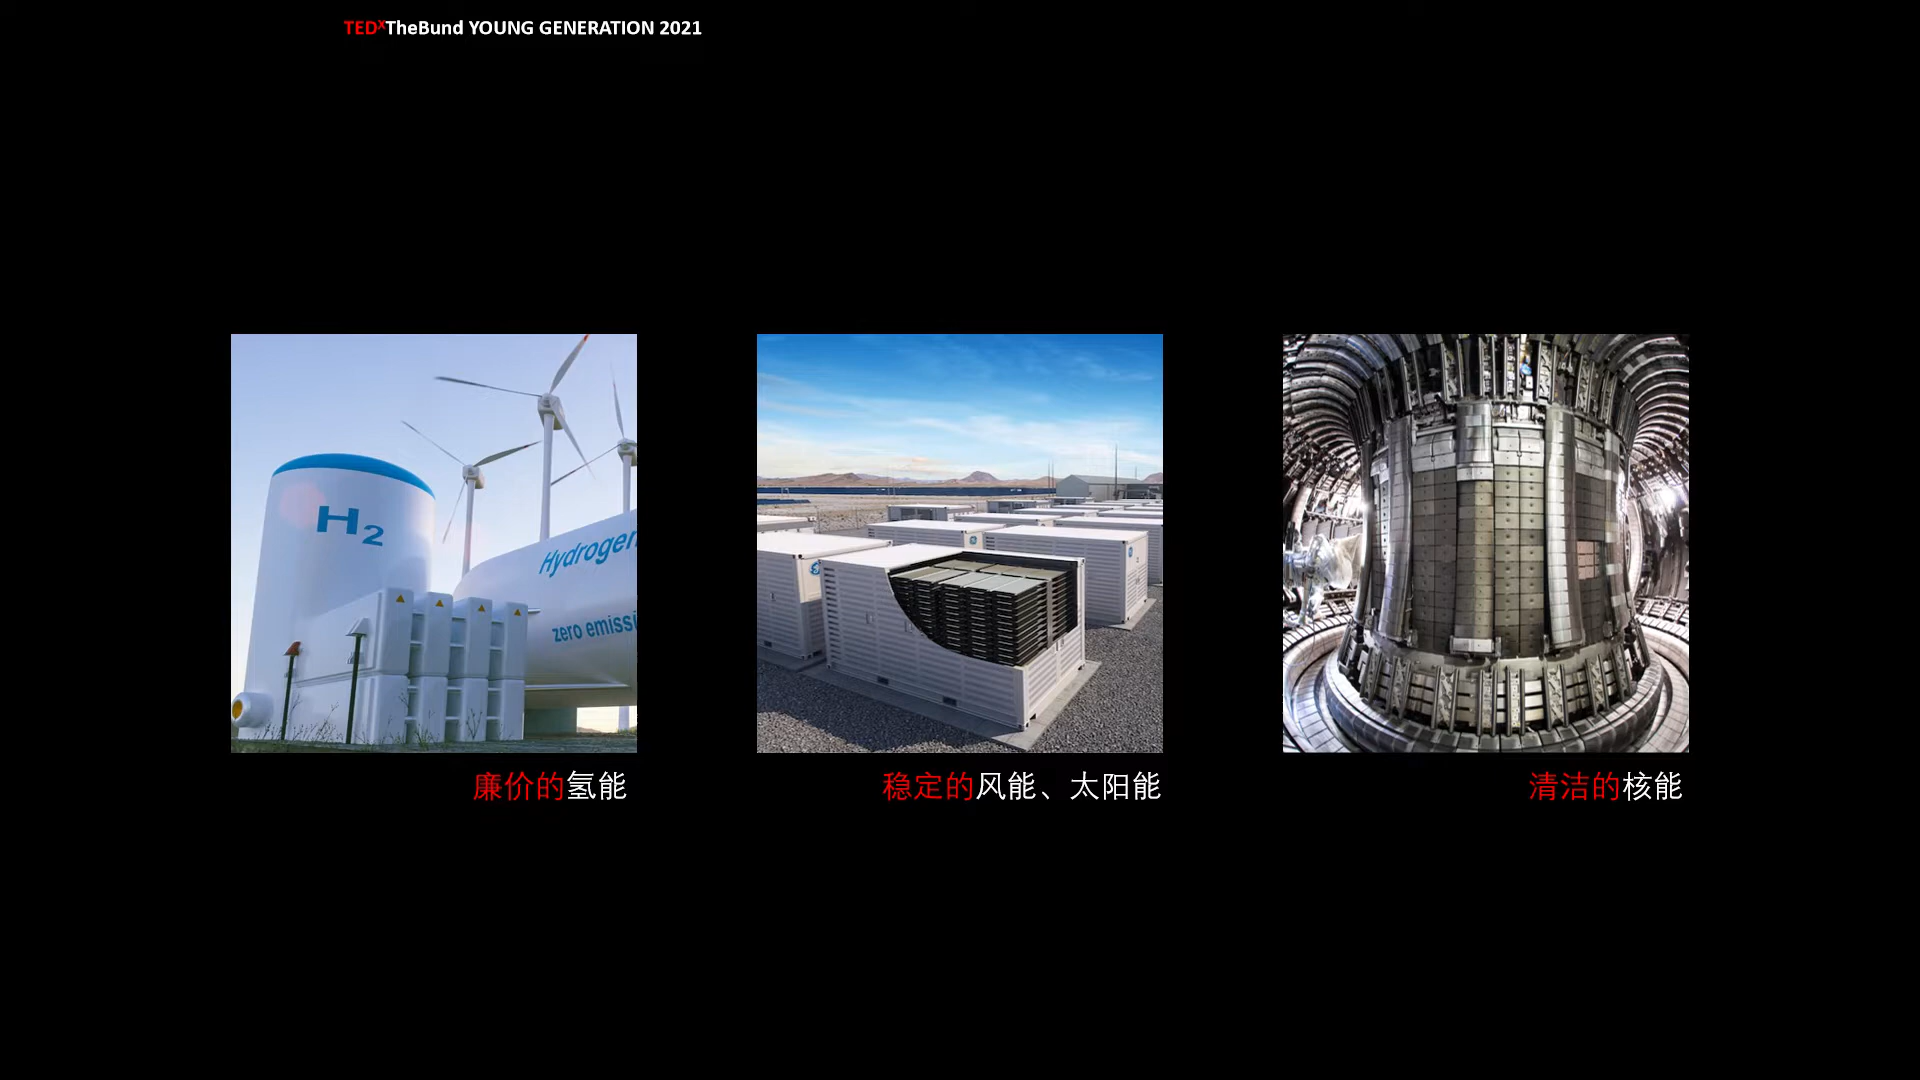 TEDxTheBund YOUNG GENERATION 2021
H2
Hydrogen
zero emissi
廉价的氢能
稳定的风能、太阳能
清洁的核能